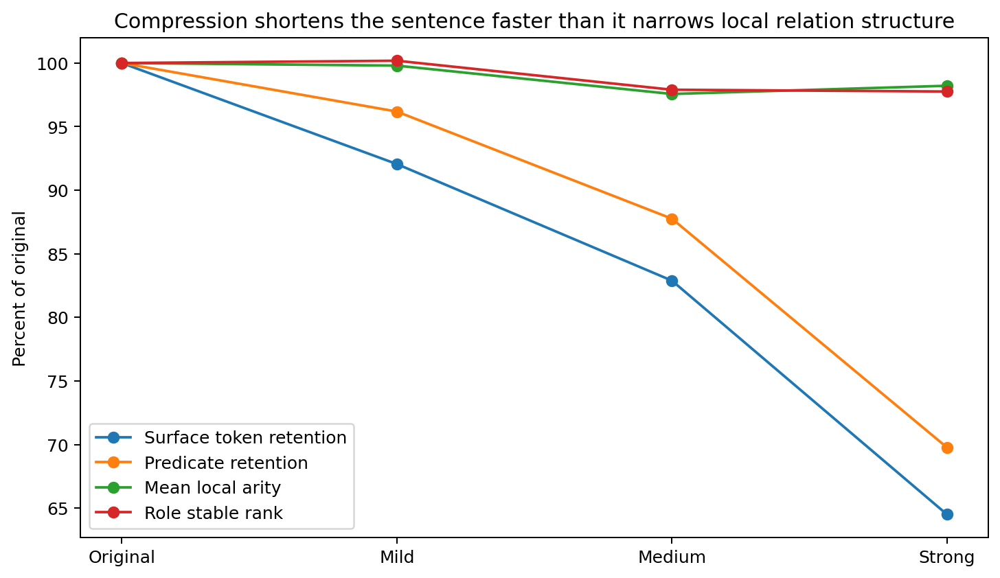 Compression shortens the sentence faster than it narrows local relation structure
Percent of original
100
95
90
85
80
75
70
65
Surface token retention
Predicate retention
Mean local arity
Role stable rank
Original
Mild
Medium
Strong